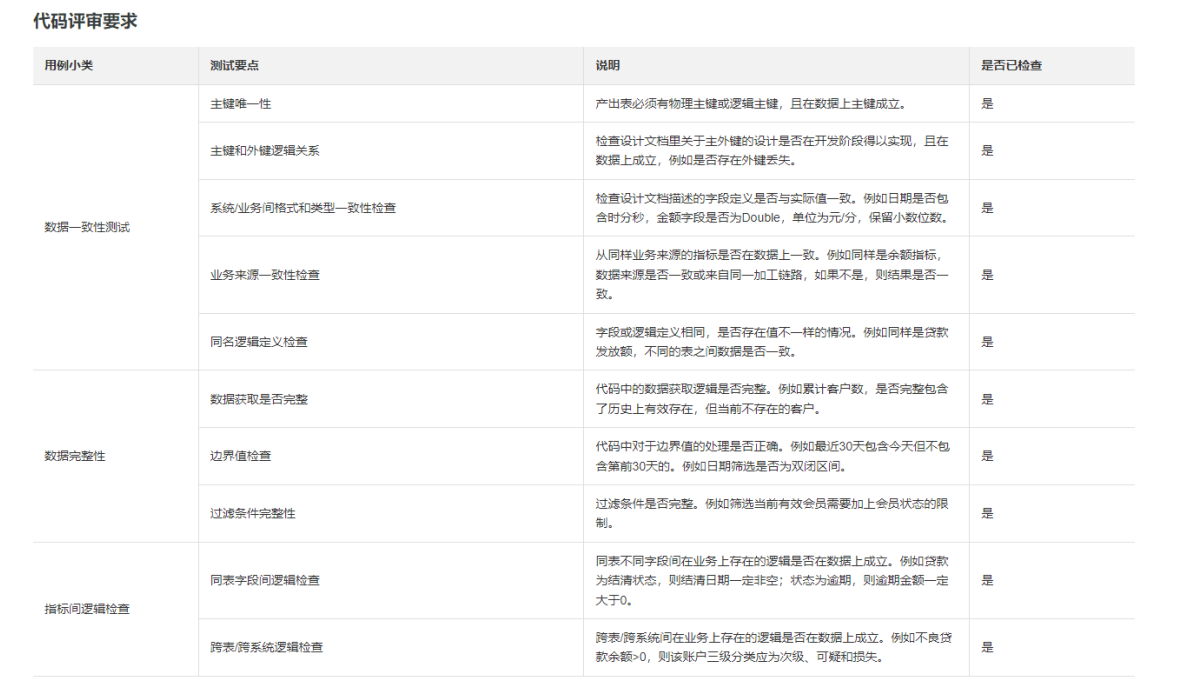 代码评审要求
用例小类 测试要点 说明 是否已检查
数据一致性测试
主键唯一性 产出表必须有物理主键或逻辑主键，且在数据上主键成立。 是
主键和外键逻辑关系 检查设计文档里关于主外键的设计是否在开发阶段得以实现，且在
数据上成立，例如是否存在外键丢失。 是
系统/业务间格式和类型一致性检查 检查设计文档描述的字段定义是否与实际值一致。例如日期是否包
含时分秒，金额字段是否为Double，单位为元/分，保留小数位数。 是
业务来源一致性检查 从同样业务来源的指标是否在数据上一致。例如同样是余额指标，
数据来源是否一致或来自同一加工链路，如果不是，则结果是否一
致。 是
同名逻辑定义检查 字段或逻辑定义相同，是否存在值不一样的情况。例如同样是贷款
发放额，不同的表之间数据是否一致。 是
数据完整性
数据获取是否完整 代码中的数据获取逻辑是否完整。例如累计客户数，是否完整包含
了历史上有效存在，但当前不存在的客户。 是
边界值检查 代码中对于边界值的处理是否正确。例如最近30天包含今天但不包
含第前30天的。例如日期筛选是否为双闭区间。 是
过滤条件完整性 过滤条件是否完整。例如筛选当前有效会员需要加上会员状态的限
制。 是
指标间逻辑检查
同表字段间逻辑检查 同表不同字段间在业务上存在的逻辑是否在数据上成立。例如贷款
为结清状态，则结清日期一定非空；状态为逾期，则逾期金额一定
大于0。 是
跨表/跨系统逻辑检查 跨表/跨系统间在业务上存在的逻辑是否在数据上成立。例如不良贷
款余额>0，则该账户三级分类应为次级、可疑和损失。 是